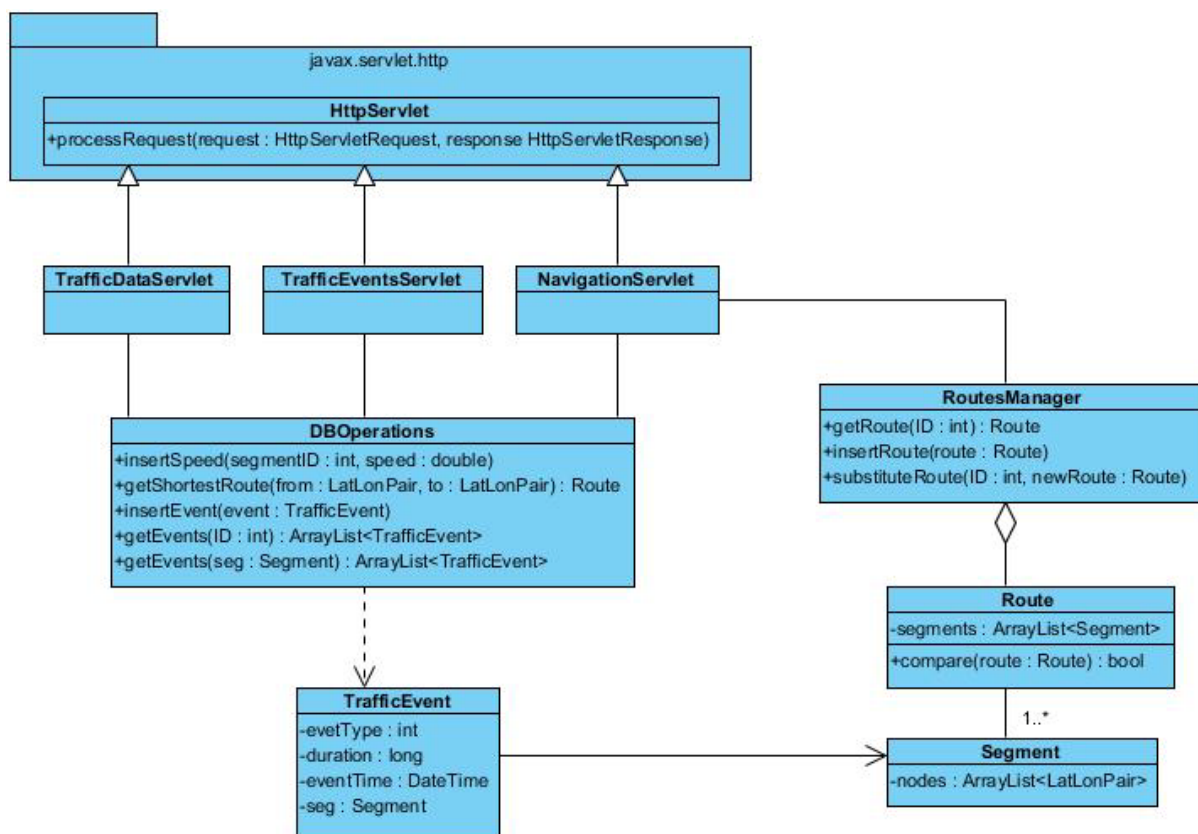 javax.servlet.http
HttpServlet
+processRequest(request : HttpServletRequest, response HttpServletResponse)
TrafficDataServlet
TrafficEventsServlet
NavigationServlet
DBOperations
+insertSpeed(segmentID : int, speed : double)
+getShortestRoute(from : LatLonPair, to : LatLonPair) : Route
+insertEvent(event : TrafficEvent)
+getEvents(ID : int) : ArrayList<TrafficEvent>
+getEvents(seg : Segment) : ArrayList<TrafficEvent>
RoutesManager
+getRoute(ID : int) : Route
+insertRoute(route : Route)
+substituteRoute(ID : int, newRoute : Route)
Route
-segments : ArrayList<Segment>
+compare(route : Route) : bool
1..*
TrafficEvent
-evetType : int
-duration : long
-eventTime : DateTime
-seg : Segment
Segment
-nodes : ArrayList<LatLonPair>